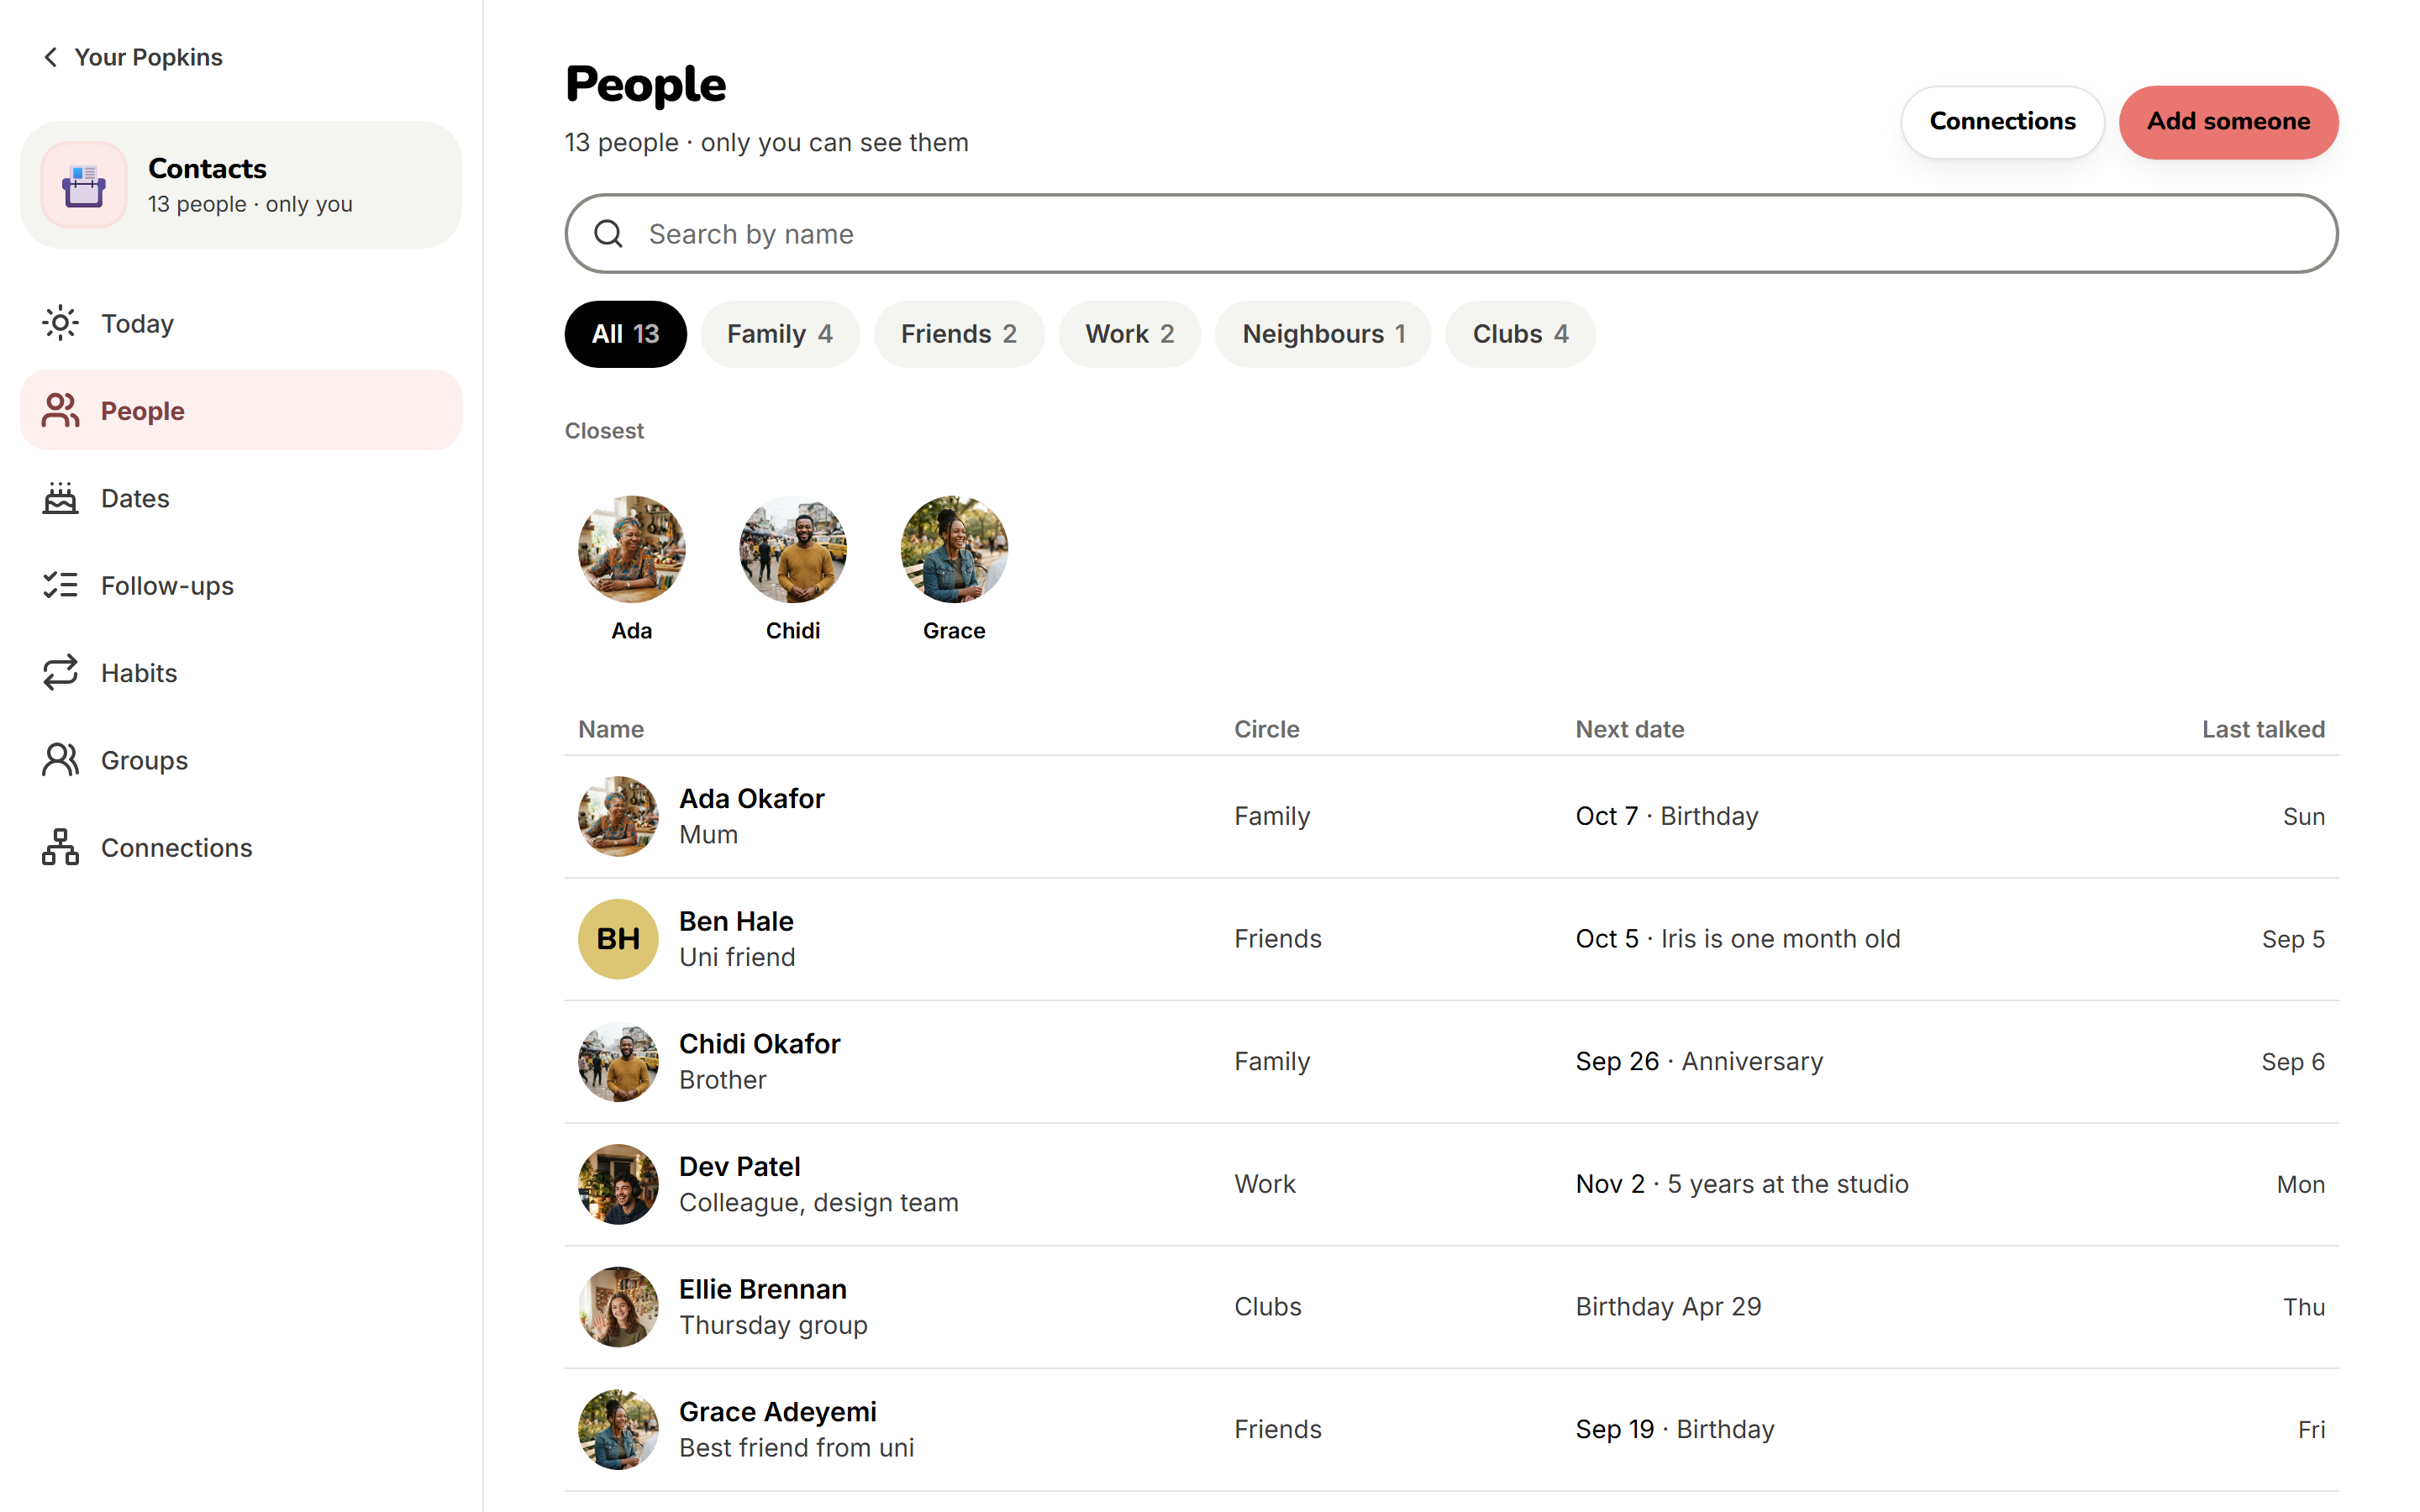 Your Popkins
Contacts
13 people · only you
Today
People
Dates
Follow-ups
Habits
Groups
Connections
People
13 people · only you can see them
Connections
Add someone
Search by name
All 13
Family 4
Friends 2
Work 2
Neighbours 1
Clubs 4
Closest
Ada
Chidi
Grace
Name Circle Next date Last talked
Ada Okafor
Mum
Family
Oct 7 · Birthday
Sun
BH
Ben Hale
Uni friend
Friends
Oct 5 · Iris is one month old
Sep 5
Chidi Okafor
Brother
Family
Sep 26 · Anniversary
Sep 6
Dev Patel
Colleague, design team
Work
Nov 2 · 5 years at the studio
Mon
Ellie Brennan
Thursday group
Clubs
Birthday Apr 29
Thu
Grace Adeyemi
Best friend from uni
Friends
Sep 19 · Birthday
Fri